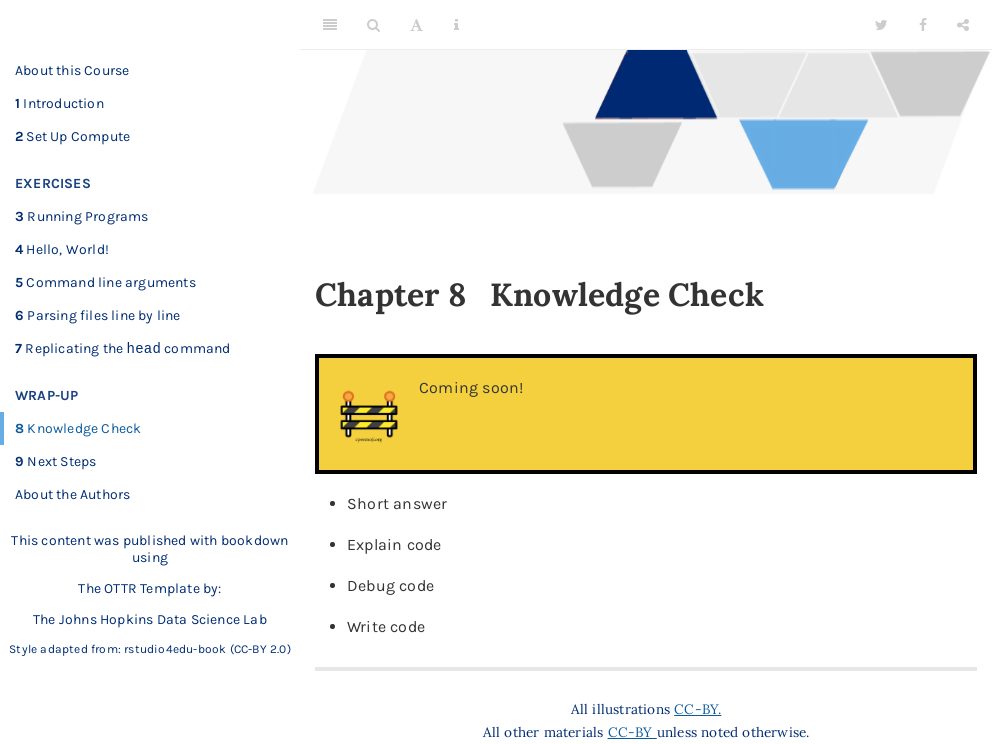 About this Course
1 Introduction
2 Set Up Compute
EXERCISES
3 Running Programs
4 Hello, World!
5 Command line arguments
6 Parsing files line by line
7 Replicating the head command
WRAP-UP
8 Knowledge Check
9 Next Steps
About the Authors
This content was published with bookdown
using
The OTTR Template by:
The Johns Hopkins Data Science Lab
Style adapted from: rstudio4edu-book (CC-BY 2.0)
Chapter 8 Knowledge Check
Coming soon!
Short answer
Explain code
Debug code
Write code
All illustrations CC-BY.
All other materials CC-BY unless noted otherwise.